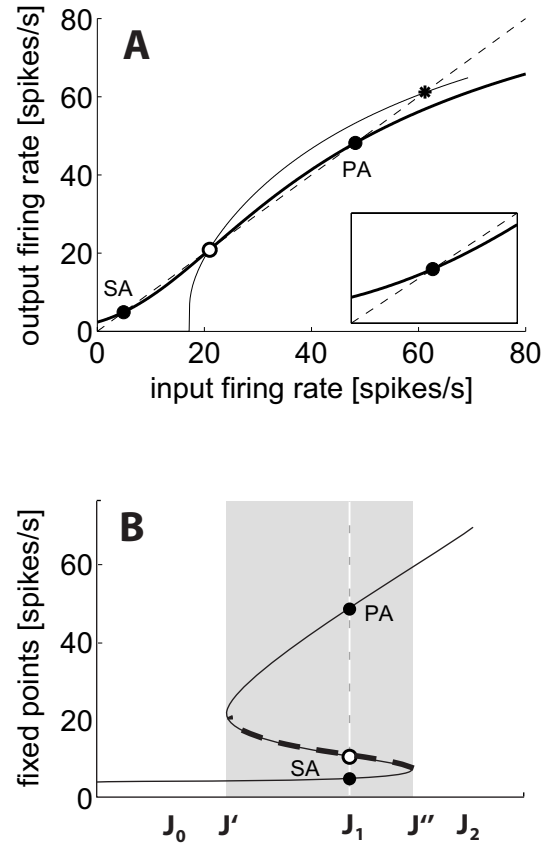 A
output firing rate [spikes/s]
80
60
40
20
0
SA
PA
0 20 40 60 80
input firing rate [spikes/s]
B
fixed points [spikes/s]
60
40
20
0
PA
SA
J0 J' J1 J'' J2